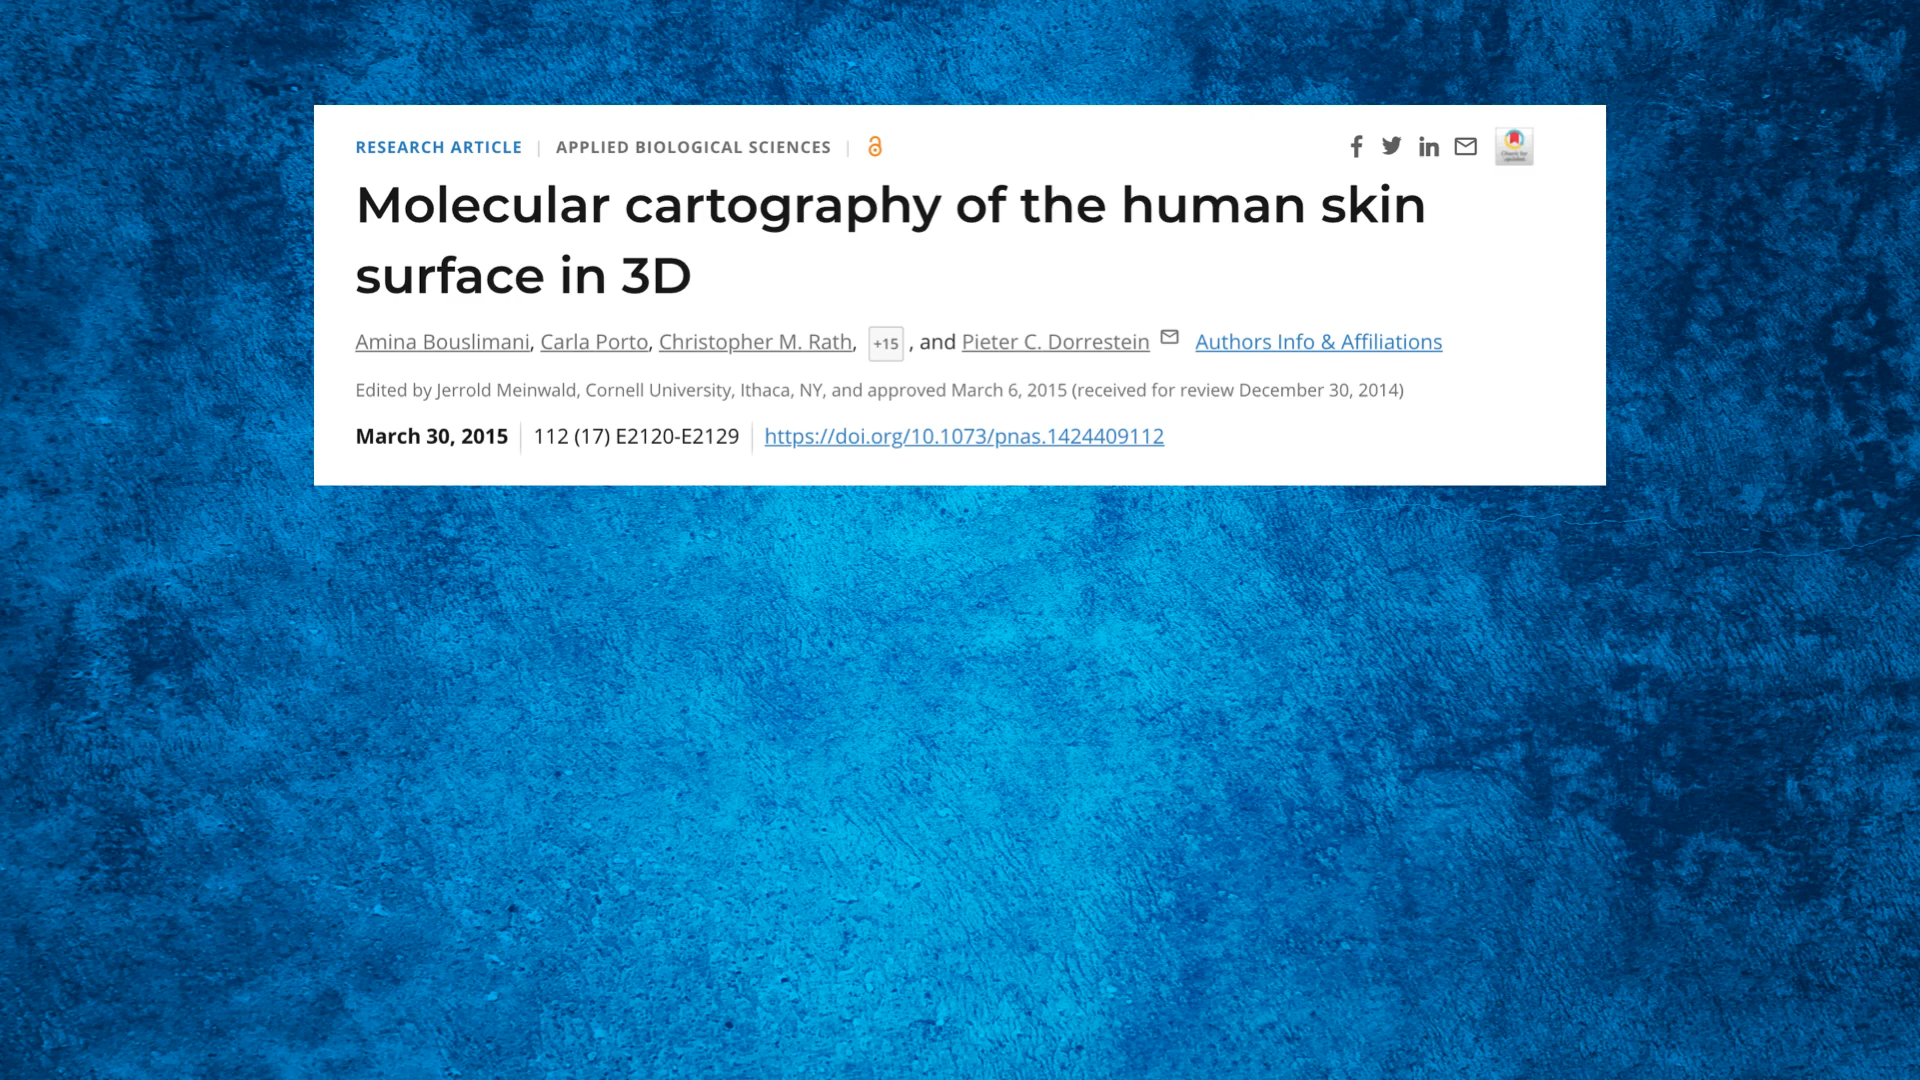 RESEARCH ARTICLE | APPLIED BIOLOGICAL SCIENCES |
Molecular cartography of the human skin
surface in 3D
Amina Bouslimani, Carla Porto, Christopher M. Rath, +15 , and Pieter C. Dorrestein Authors Info & Affiliations
Edited by Jerrold Meinwald, Cornell University, Ithaca, NY, and approved March 6, 2015 (received for review December 30, 2014)
March 30, 2015 | 112 (17) E2120-E2129 | https://doi.org/10.1073/pnas.1424409112